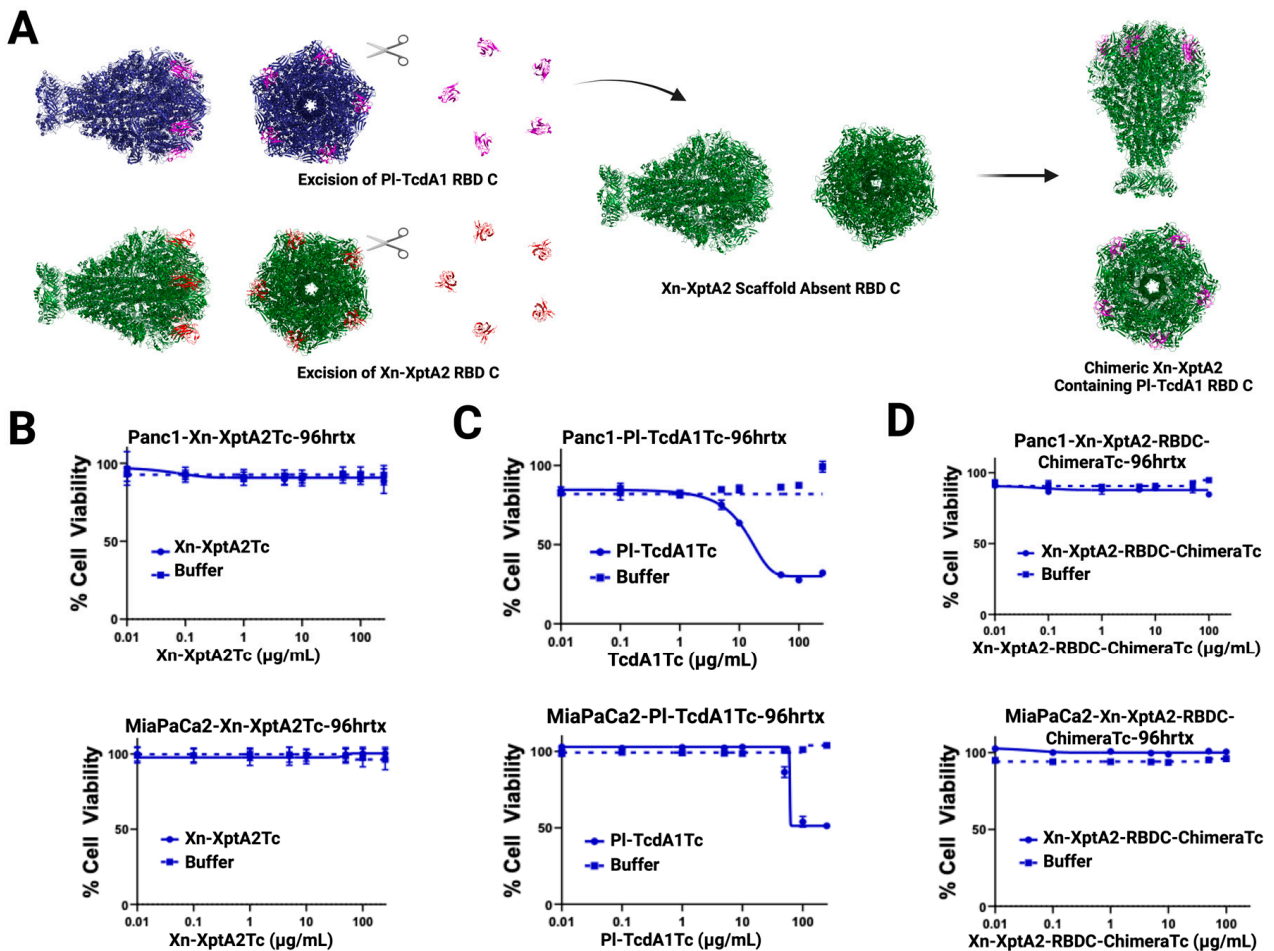 A
Excision of Pl-TcdA1 RBD C
Excision of Xn-XptA2 RBD C
Xn-XptA2 Scaffold Absent RBD C
Chimeric Xn-XptA2
Containing Pl-TcdA1 RBD C
B
Panc1-Xn-XptA2Tc-96hrtx
% Cell Viability
100
50
0
Xn-XptA2Tc
Buffer
0.01
0.1
1
10
100
Xn-XptA2Tc (µg/mL)
MiaPaCa2-Xn-XptA2Tc-96hrtx
% Cell Viability
100
50
0
Xn-XptA2Tc
Buffer
0.01
0.1
1
10
100
Xn-XptA2Tc (µg/mL)
C
Panc1-Pl-TcdA1Tc-96hrtx
% Cell Viability
100
50
0
Pl-TcdA1Tc
Buffer
0.01
0.1
1
10
100
TcdA1Tc (µg/mL)
MiaPaCa2-Pl-TcdA1Tc-96hrtx
% Cell Viability
100
50
0
Pl-TcdA1Tc
Buffer
0.01
0.1
1
10
100
Pl-TcdA1Tc (µg/mL)
D
Panc1-Xn-XptA2-RBDC-
ChimeraTc-96hrtx
% Cell Viability
100
50
0
Xn-XptA2-RBDC-ChimeraTc
Buffer
0.01
0.1
1
10
100
Xn-XptA2-RBDC-ChimeraTc (µg/mL)
MiaPaCa2-Xn-XptA2-RBDC-
ChimeraTc-96hrtx
% Cell Viability
100
50
0
Xn-XptA2-RBDC-ChimeraTc
Buffer
0.01
0.1
1
10
100
Xn-XptA2-RBDC-ChimeraTc (µg/mL)